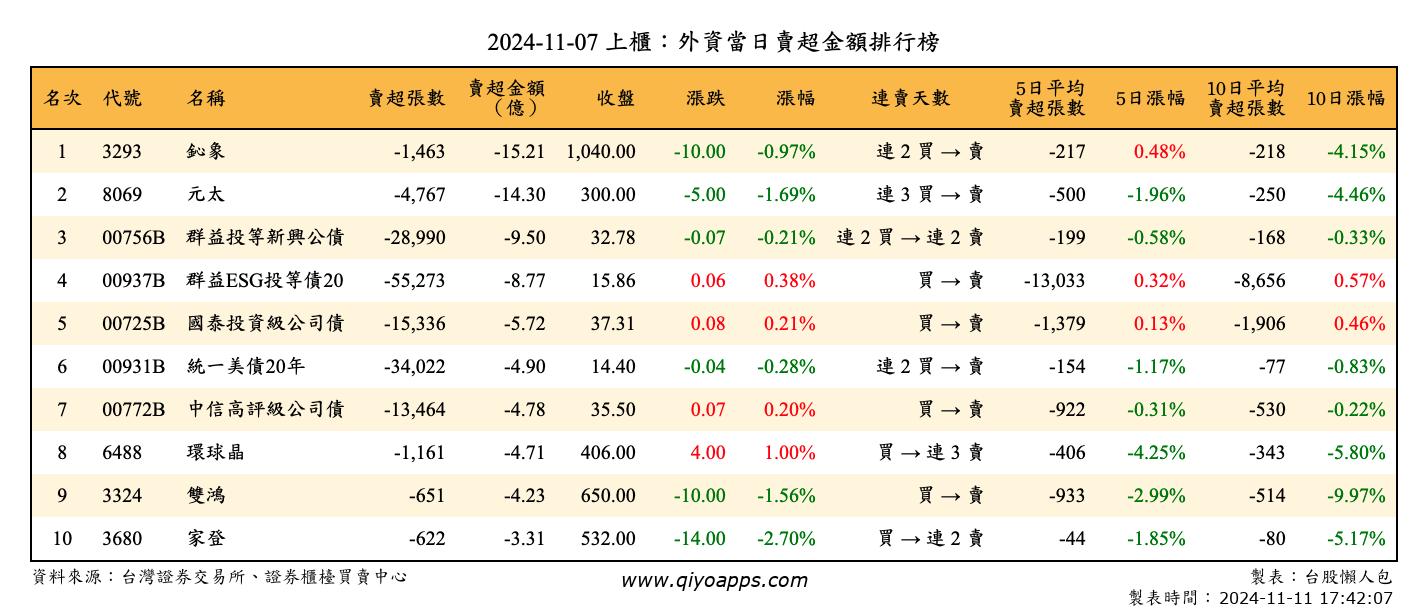 2024-11-07 上櫃：外資當日賣超金額排行榜
名次 代號 名稱 賣超張數 賣超金額（億） 收盤 漲跌 漲幅 連賣天數 5日平均賣超張數 5日漲幅 10日平均賣超張數 10日漲幅
1 3293 鈊象 -1,463 -15.21 1,040.00 -10.00 -0.97% 連 2 買 → 賣 -217 0.48% -218 -4.15%
2 8069 元太 -4,767 -14.30 300.00 -5.00 -1.69% 連 3 買 → 賣 -500 -1.96% -250 -4.46%
3 00756B 群益投等新興公債 -28,990 -9.50 32.78 -0.07 -0.21% 連 2 買 → 連 2 賣 -199 -0.58% -168 -0.33%
4 00937B 群益ESG投等債20 -55,273 -8.77 15.86 0.06 0.38% 買 → 賣 -13,033 0.32% -8,656 0.57%
5 00725B 國泰投資級公司債 -15,336 -5.72 37.31 0.08 0.21% 買 → 賣 -1,379 0.13% -1,906 0.46%
6 00931B 統一美債20年 -34,022 -4.90 14.40 -0.04 -0.28% 連 2 買 → 賣 -154 -1.17% -77 -0.83%
7 00772B 中信高評級公司債 -13,464 -4.78 35.50 0.07 0.20% 買 → 賣 -922 -0.31% -530 -0.22%
8 6488 環球晶 -1,161 -4.71 406.00 4.00 1.00% 買 → 連 3 賣 -406 -4.25% -343 -5.80%
9 3324 雙鴻 -651 -4.23 650.00 -10.00 -1.56% 買 → 賣 -933 -2.99% -514 -9.97%
10 3680 家登 -622 -3.31 532.00 -14.00 -2.70% 買 → 連 2 賣 -44 -1.85% -80 -5.17%
資料來源：台灣證券交易所、證券櫃檯買賣中心 www.qiyoapps.com 製表：台股懶人包
製表時間：2024-11-11 17:42:07